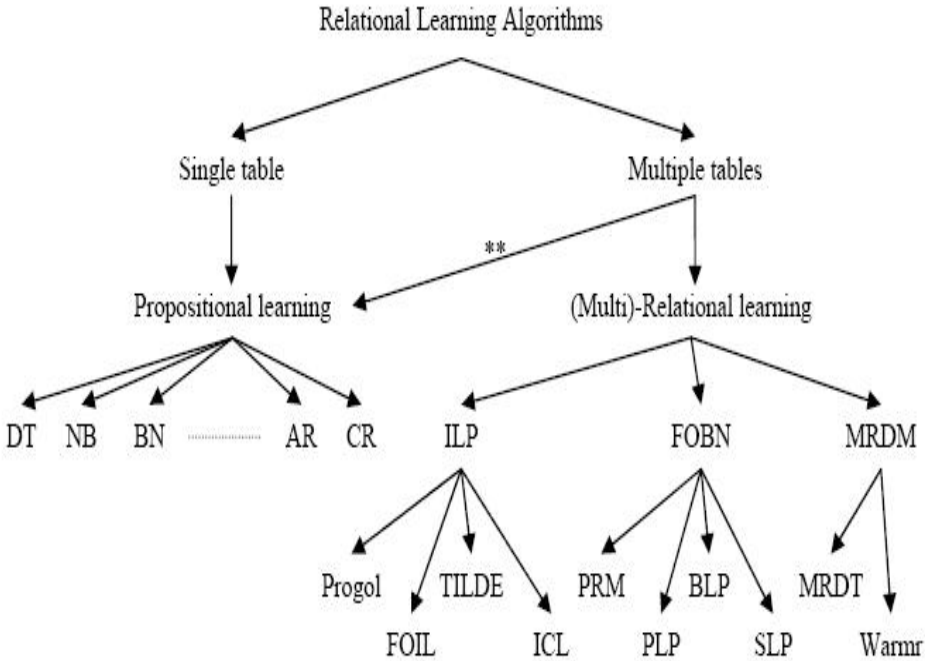 Relational Learning Algorithms
Single table Multiple tables
**
Propositional learning (Multi)-Relational learning
DT NB BN ........................ AR CR ILP FOBN MRDM
Progol TILDE PRM BLP MRDT
FOIL ICL PLP SLP Warmr